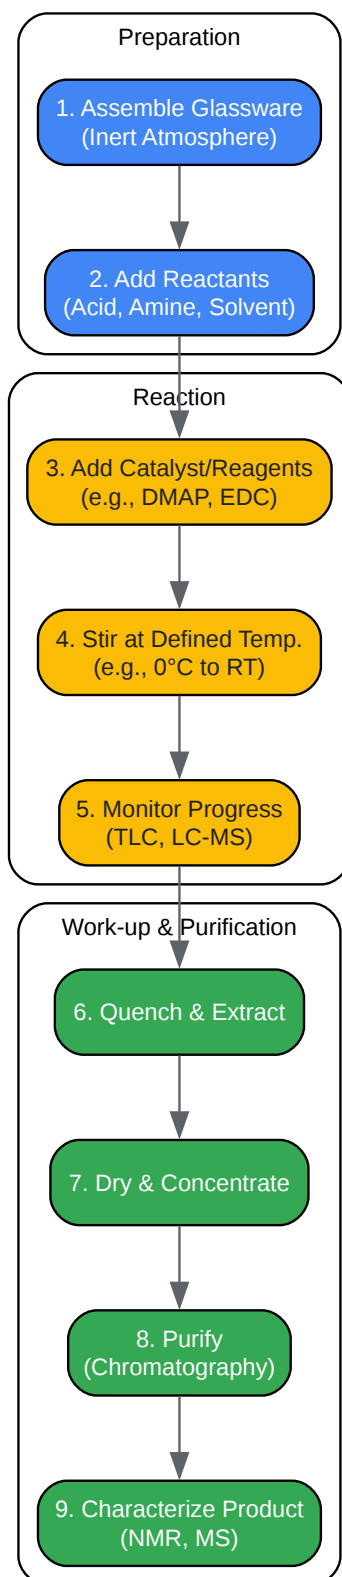 Preparation
1. Assemble Glassware
(Inert Atmosphere)
2. Add Reactants
(Acid, Amine, Solvent)
Reaction
3. Add Catalyst/Reagents
(e.g., DMAP, EDC)
4. Stir at Defined Temp.
(e.g., 0°C to RT)
5. Monitor Progress
(TLC, LC-MS)
Work-up & Purification
6. Quench & Extract
7. Dry & Concentrate
8. Purify
(Chromatography)
9. Characterize Product
(NMR, MS)